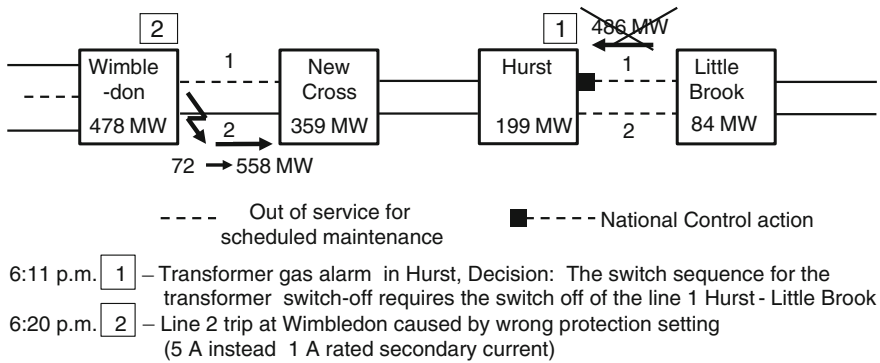 2
1
486 MW
Wimble
-don
478 MW
1
2
72 → 558 MW
New
Cross
359 MW
Hurst
199 MW
1
2
Little
Brook
84 MW
Out of service for
scheduled maintenance
National Control action
6:11 p.m. 1 – Transformer gas alarm in Hurst, Decision: The switch sequence for the
transformer switch-off requires the switch off of the line 1 Hurst - Little Brook
6:20 p.m. 2 – Line 2 trip at Wimbledon caused by wrong protection setting
(5 A instead 1 A rated secondary current)